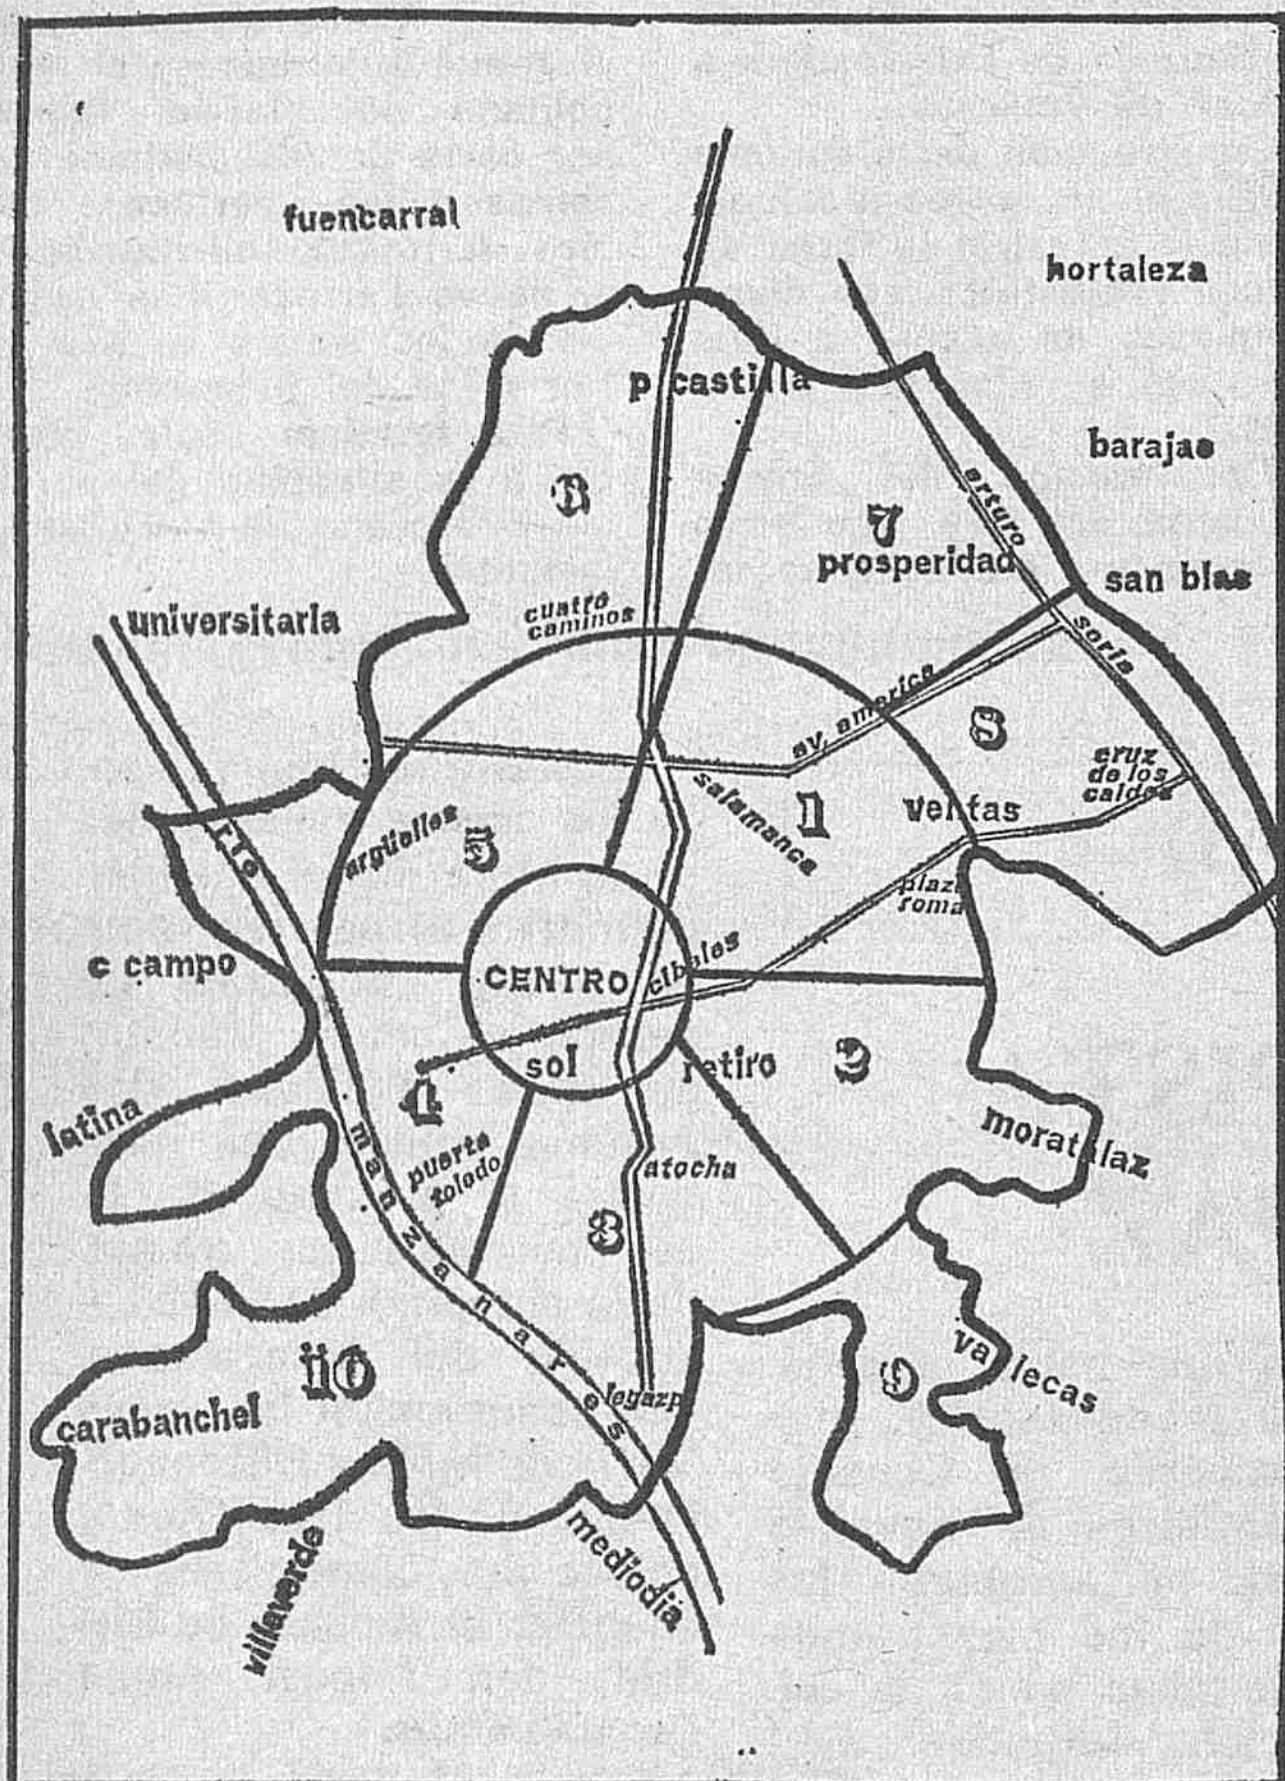 fuencarral
hortaleza
p castilla
barajas
arturo
7
prosperidad
san blas
cuatro
caminos
universitaria
soria
av. america
8
cruz
de los
caidos
salamanca
1
ventas
argüelles
5
rio
plaza
roma
c campo
CENTRO
cibeles
sol
retiro
2
4
latina
moratalaz
puerta
toledo
atocha
3
manzanares
vallecas
10
9
legazpi
carabanchel
mediodia
villaverde